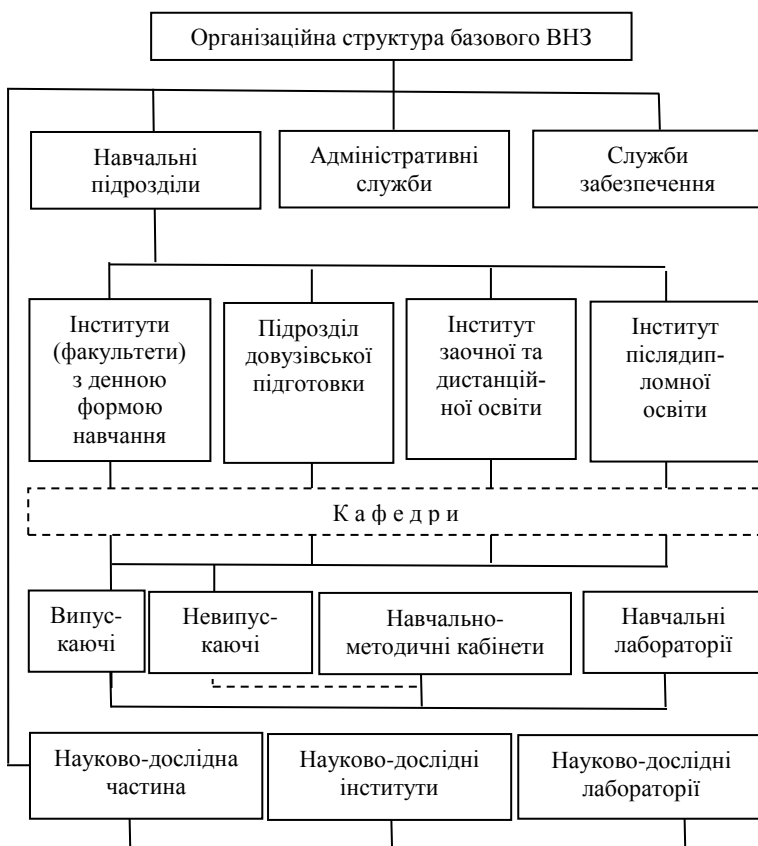 Організаційна структура базового ВНЗ
Навчальні
підрозділи
Адміністративні
служби
Служби
забезпечення
Інститути
(факультети)
з денною
формою
навчання
Підрозділ
довузівської
підготовки
Інститут
заочної та
дистанцій-
ної освіти
Інститут
післядип-
ломної
освіти
К а ф е д р и
Випус-
каючі
Невипус-
каючі
Навчально-
методичні кабінети
Навчальні
лабораторії
Науково-дослідна
частина
Науково-дослідні
інститути
Науково-дослідні
лабораторії